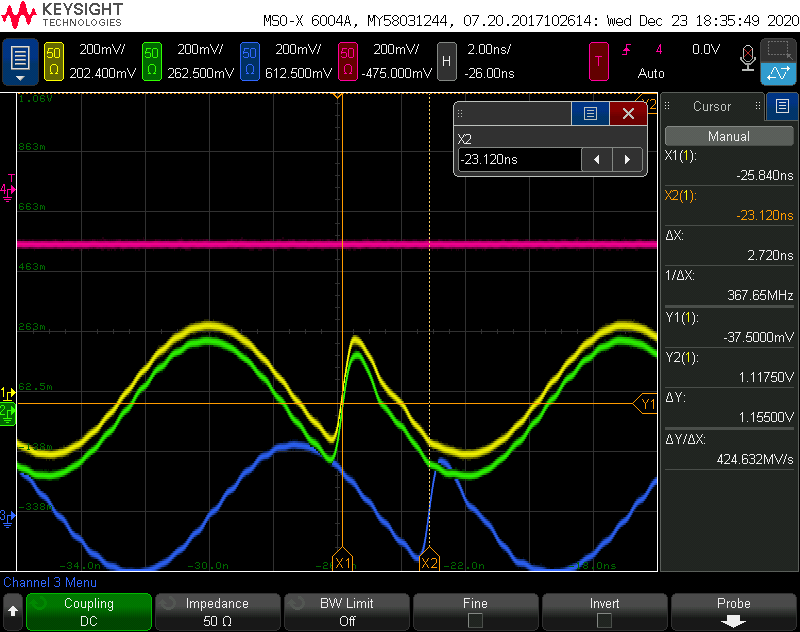 KEYSIGHT
TECHNOLOGIES
MSO-X 6004A, MY58031244, 07.20.2017102614: Wed Dec 23 18:35:49 2020
50 Ω 200mV/ 50 Ω 200mV/ 50 Ω 200mV/ 50 Ω 200mV/ H 2.00ns/ T 4 0.0V
202.400mV 262.500mV 612.500mV -475.000mV -26.00ns Auto
1.06V
X2
Cursor
X2
-23.120ns
Manual
863m
X1(1):
-25.840ns
T
4
663m
X2(1):
-23.120ns
ΔX:
2.720ns
483m
1/ΔX:
367.65MHz
263m
Y1(1):
-37.5000mV
Y2(1):
1.11750V
1
62.5m
ΔY:
1.15500V
2
Y1
-138m
ΔY/ΔX:
424.632MV/s
3
-338m
-34.0n -30.0n X1 X2 -22.0n -18.0ns
Channel 3 Menu
Coupling Impedance BW Limit Fine Invert Probe
DC 50 Ω Off